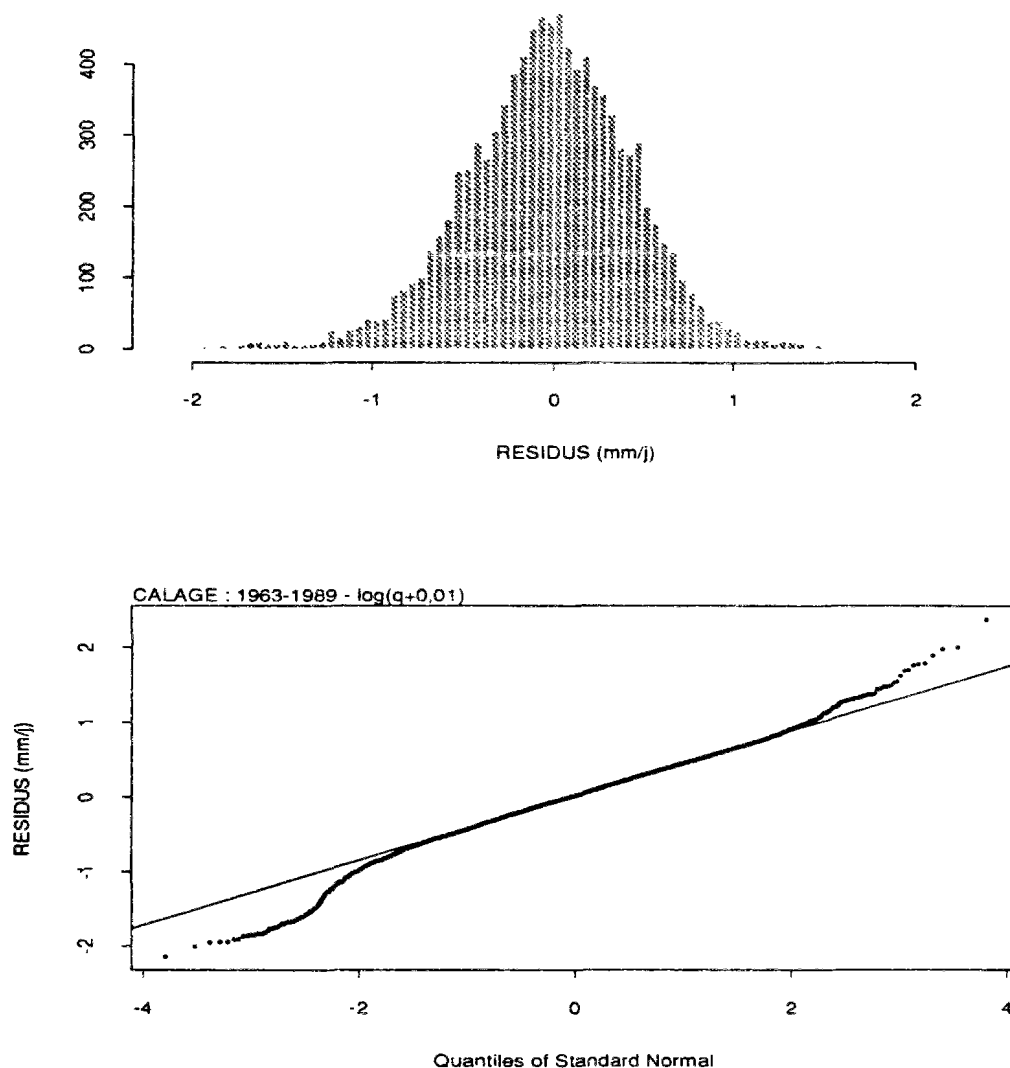 400
300
200
100
0
-2 -1 0 1 2
RESIDUS (mm/j)
CALAGE : 1963-1989 - log(q+0,01)
2
1
0
-1
-2
RESIDUS (mm/j)
-4 -2 0 2 4
Quantiles of Standard Normal